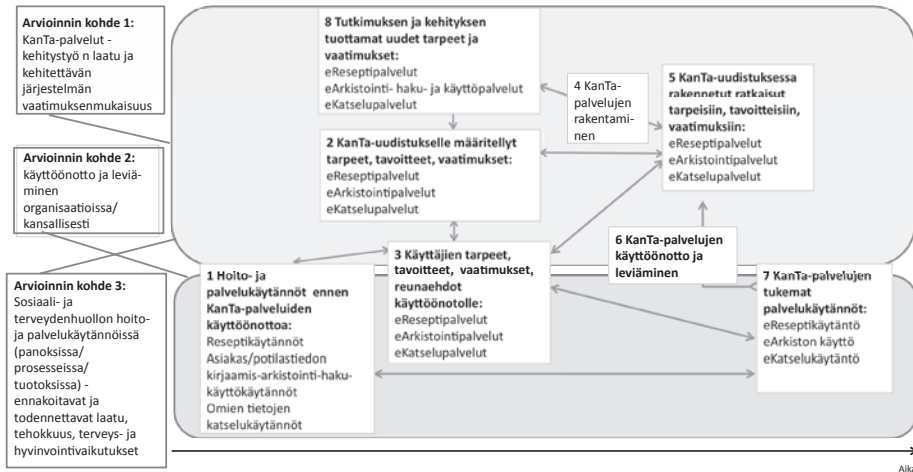 Arvioinnin kohde 1:
KanTa-palvelut -
kehitystyö n laatu ja
kehitettävän
järjestelmän
vaatimuksenmukaisuus
Arvioinnin kohde 2:
käyttöönotto ja leviä-
minen
organisaatioissa/
kansallisesti
Arvioinnin kohde 3:
Sosiaali- ja
terveydenhuollon hoito-
ja palvelukäytännöissä
(panoksissa/
prosesseissa/
tuotoksissa) -
ennakoitavat ja
todennettavat laatu,
tehokkuus, terveys- ja
hyvinvointivaikutukset
8 Tutkimuksen ja kehityksen
tuottamat uudet tarpeet ja
vaatimukset:
eReseptipalvelut
eArkistointi- haku- ja käyttöpalvelut
eKatselupalvelut
2 KanTa-uudistukselle määritellyt
tarpeet, tavoitteet, vaatimukset:
eReseptipalvelut
eArkistointipalvelut
eKatselupalvelut
4 KanTa-
palvelujen
rakentami-
nen
5 KanTa-uudistuksessa
rakennetut ratkaisut
tarpeisiin, tavoitteisiin,
vaatimuksiin:
eReseptipalvelut
eArkistointipalvelut
eKatselupalvelut
3 Käyttäjien tarpeet,
tavoitteet, vaatimukset,
reunaehdot
käyttöönotolle:
eReseptipalvelut
eArkistointipalvelut
eKatselupalvelut
6 KanTa-palvelujen
käyttöönotto ja
leviäminen
1 Hoito- ja
palvelukäytännöt ennen
KanTa-palveluiden
käyttöönottoa:
Reseptikäytännöt
Asiakas/potilastiedon
kirjaamis-arkistointi-haku-
käyttökäytännöt
Omien tietojen
katselukäytännöt
7 KanTa-palvelujen
tukemat
palvelukäytännöt:
eReseptikäytäntö
eArkiston käyttö
eKatselukäytäntö
Aika